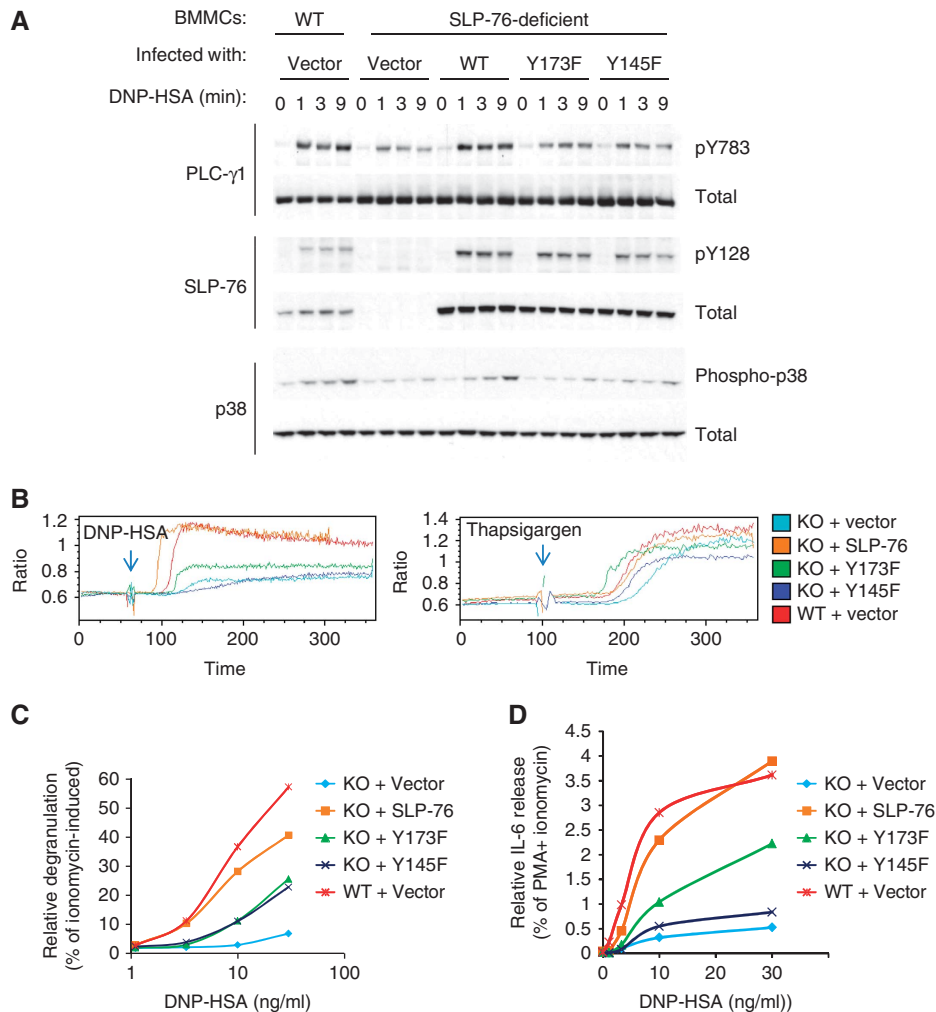 A
BMMCs: WT SLP-76-deficient
Infected with: Vector Vector WT Y173F Y145F
DNP-HSA (min): 0 1 3 9 0 1 3 9 0 1 3 9 0 1 3 9 0 1 3 9
PLC-γ1
pY783
Total
SLP-76
pY128
Total
p38
Phospho-p38
Total
B
DNP-HSA
Ratio
1.2
1
0.8
0.6
0 100 200 300
Time
Thapsigargen
Ratio
1.4
1.2
1.0
0.8
0.6
0 100 200 300
Time
KO + vector
KO + SLP-76
KO + Y173F
KO + Y145F
WT + vector
C
Relative degranulation
(% of ionomycin-induced)
60
50
40
30
20
10
0
1 10 100
DNP-HSA (ng/ml)
KO + Vector
KO + SLP-76
KO + Y173F
KO + Y145F
WT + Vector
D
Relative IL-6 release
(% of PMA+ ionomycin)
4.5
4
3.5
3
2.5
2
1.5
1
0.5
0
0 10 20 30
DNP-HSA (ng/ml))
KO + Vector
KO + SLP-76
KO + Y173F
KO + Y145F
WT + Vector